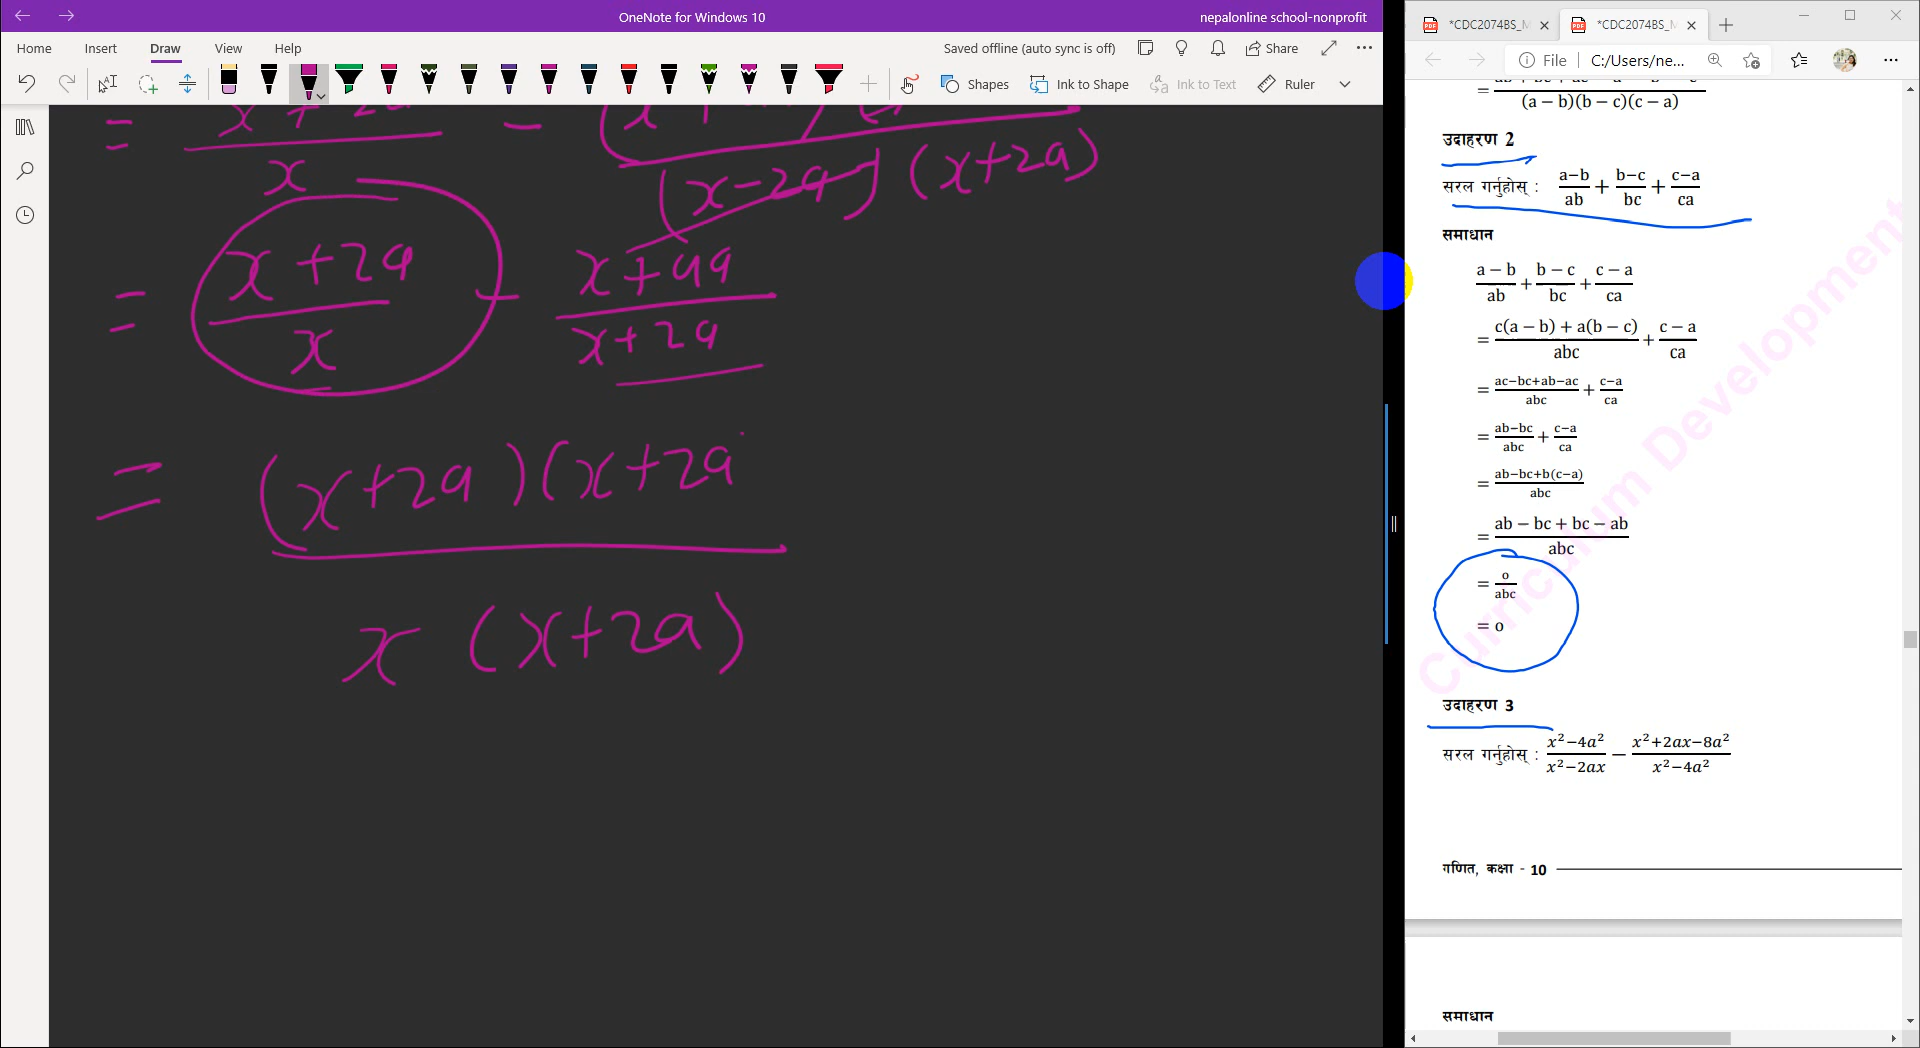 OneNote for Windows 10
nepalonline school-nonprofit
Home Insert Draw View Help
Saved offline (auto sync is off) Share
Shapes Ink to Shape Ink to Text Ruler
x
(x-2a) (x+2a)
= x+2a / x - x+4a / x+2a
= (x+2a)(x+2a
x (x+2a)
*CDC2074BS_M *CDC2074BS_M
File C:/Users/ne...
= (a − b)(b − c)(c − a)
उदाहरण 2
सरल गर्नुहोस् : a−b/ab + b−c/bc + c−a/ca
समाधान
a − b/ab + b − c/bc + c − a/ca
= c(a − b) + a(b − c)/abc + c − a/ca
= ac−bc+ab−ac/abc + c−a/ca
= ab−bc/abc + c−a/ca
= ab−bc+b(c−a)/abc
= ab − bc + bc − ab/abc
= o/abc
= o
उदाहरण 3
सरल गर्नुहोस् : x²−4a²/x²−2ax − x²+2ax−8a²/x²−4a²
गणित, कक्षा - 10
समाधान
Curriculum Development